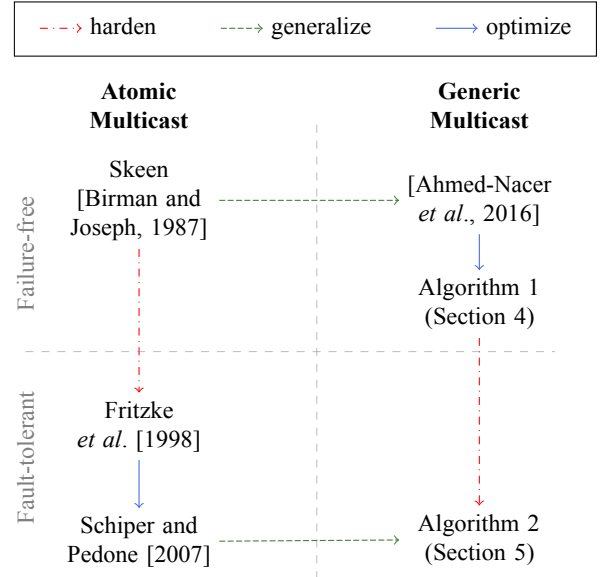 harden generalize optimize
Atomic
Multicast
Generic
Multicast
Failure-free
Skeen
[Birman and
Joseph, 1987]
[Ahmed-Nacer
et al., 2016]
Algorithm 1
(Section 4)
Fault-tolerant
Fritzke
et al. [1998]
Schiper and
Pedone [2007]
Algorithm 2
(Section 5)